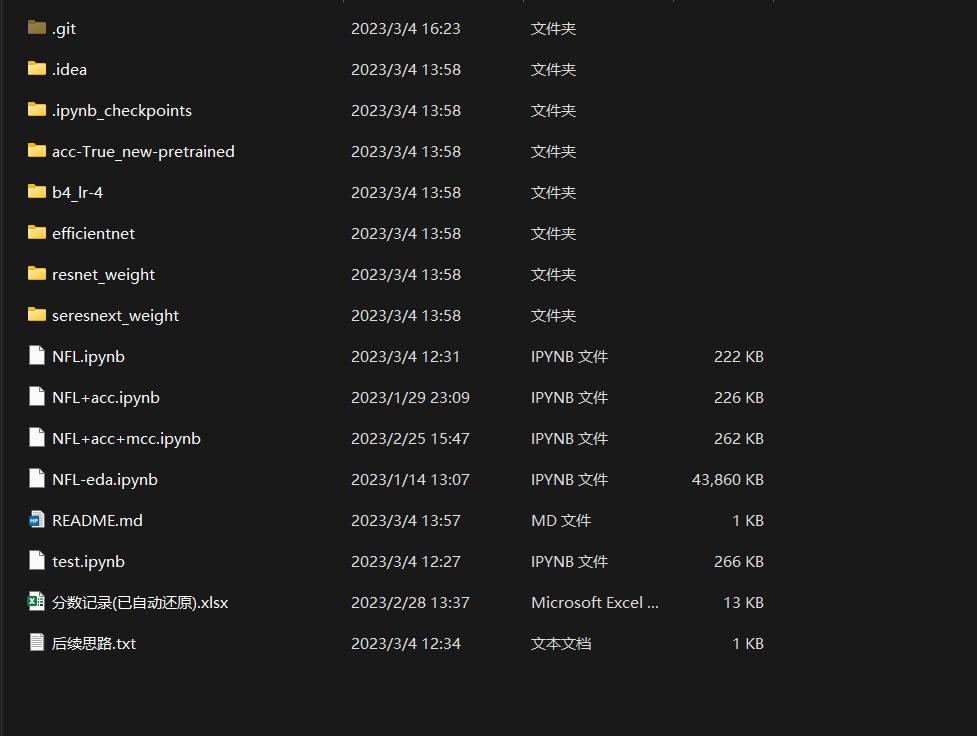 .git 2023/3/4 16:23 文件夹
.idea 2023/3/4 13:58 文件夹
.ipynb_checkpoints 2023/3/4 13:58 文件夹
acc-True_new-pretrained 2023/3/4 13:58 文件夹
b4_lr-4 2023/3/4 13:58 文件夹
efficientnet 2023/3/4 13:58 文件夹
resnet_weight 2023/3/4 13:58 文件夹
seresnext_weight 2023/3/4 13:58 文件夹
NFL.ipynb 2023/3/4 12:31 IPYNB 文件 222 KB
NFL+acc.ipynb 2023/1/29 23:09 IPYNB 文件 226 KB
NFL+acc+mcc.ipynb 2023/2/25 15:47 IPYNB 文件 262 KB
NFL-eda.ipynb 2023/1/14 13:07 IPYNB 文件 43,860 KB
README.md 2023/3/4 13:57 MD 文件 1 KB
test.ipynb 2023/3/4 12:27 IPYNB 文件 266 KB
分数记录(已自动还原).xlsx 2023/2/28 13:37 Microsoft Excel ... 13 KB
后续思路.txt 2023/3/4 12:34 文本文档 1 KB